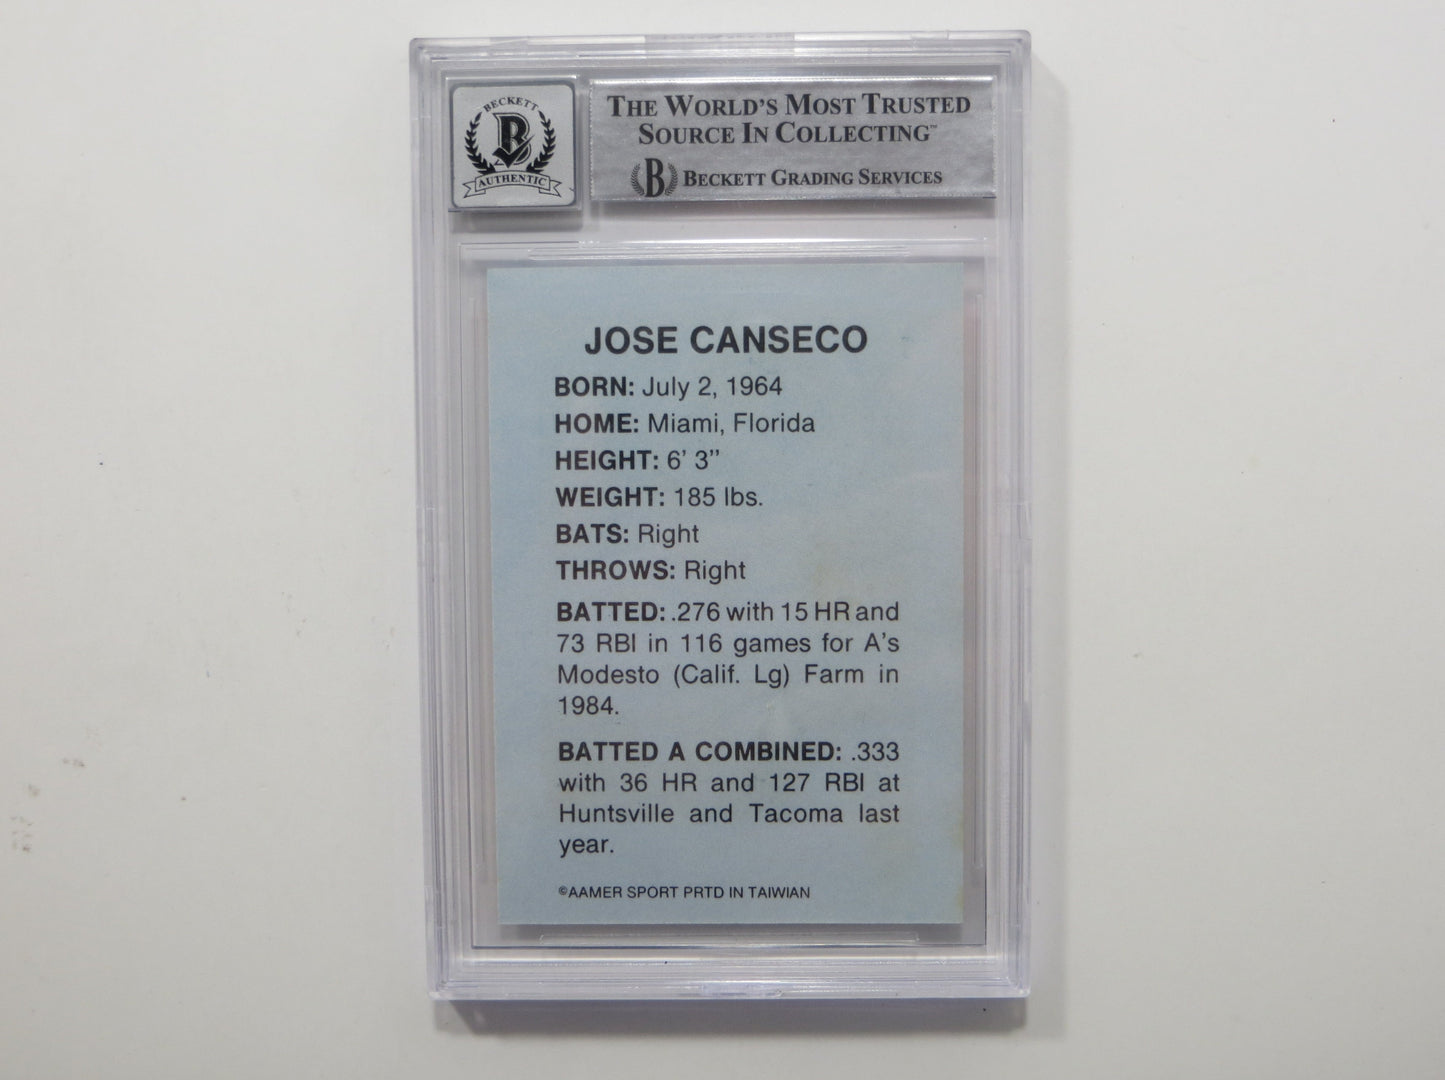 BECKETT
B
AUTHENTIC
THE WORLD'S MOST TRUSTED
SOURCE IN COLLECTING™
B BECKETT GRADING SERVICES
JOSE CANSECO
BORN: July 2, 1964
HOME: Miami, Florida
HEIGHT: 6' 3"
WEIGHT: 185 lbs.
BATS: Right
THROWS: Right
BATTED: .276 with 15 HR and
73 RBI in 116 games for A's
Modesto (Calif. Lg) Farm in
1984.
BATTED A COMBINED: .333
with 36 HR and 127 RBI at
Huntsville and Tacoma last
year.
©AAMER SPORT PRTD IN TAIWIAN